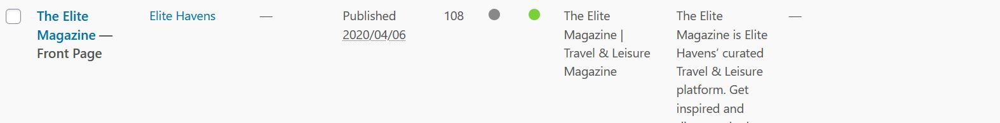 The Elite
Magazine —
Front Page
Elite Havens
—
Published
2020/04/06
108
The Elite
Magazine |
Travel & Leisure
Magazine
The Elite
Magazine is Elite
Havens’ curated
Travel & Leisure
platform. Get
inspired and
—